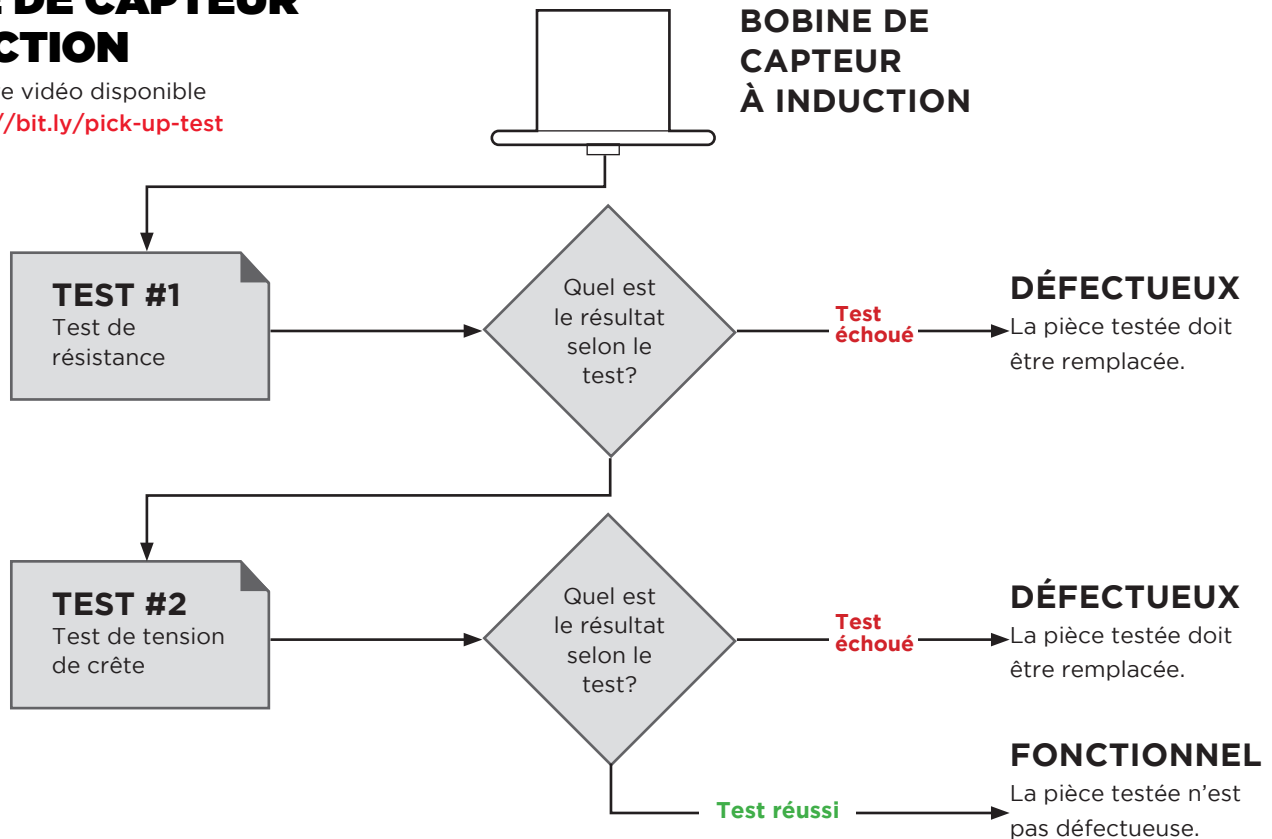 DE CAPTEUR
CTION
e vidéo disponible
//bit.ly/pick-up-test
BOBINE DE
CAPTEUR
À INDUCTION
TEST #1
Test de
résistance
Quel est
le résultat
selon le
test?
Test
échoué
DÉFECTUEUX
La pièce testée doit
être remplacée.
TEST #2
Test de tension
de crête
Quel est
le résultat
selon le
test?
Test
échoué
DÉFECTUEUX
La pièce testée doit
être remplacée.
Test réussi
FONCTIONNEL
La pièce testée n’est
pas défectueuse.